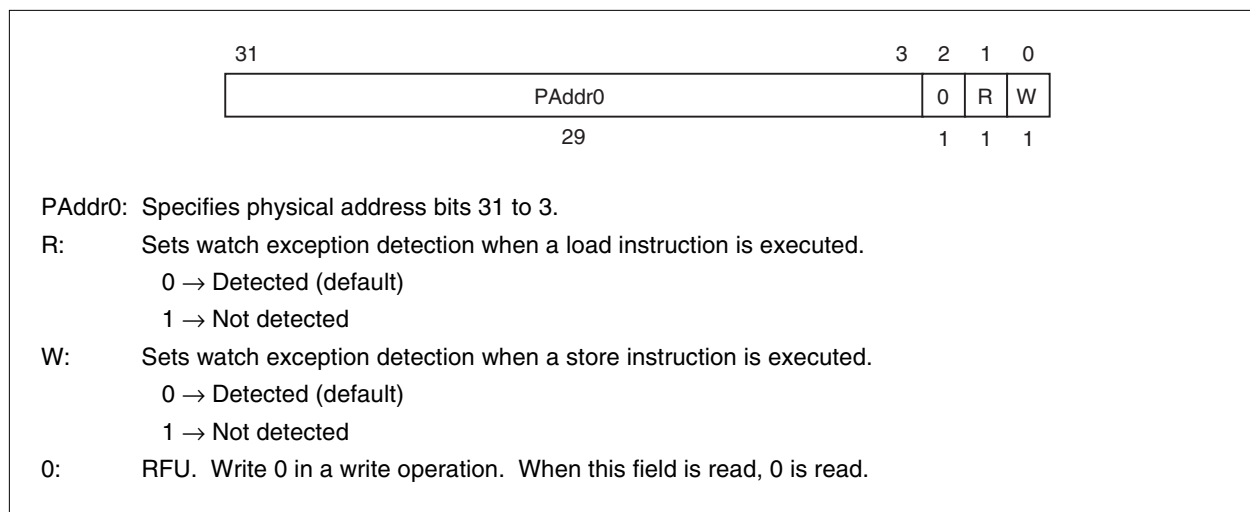 31 3 2 1 0
PAddr0 0 R W
29 1 1 1
PAddr0: Specifies physical address bits 31 to 3.
R: Sets watch exception detection when a load instruction is executed.
0 → Detected (default)
1 → Not detected
W: Sets watch exception detection when a store instruction is executed.
0 → Detected (default)
1 → Not detected
0: RFU. Write 0 in a write operation. When this field is read, 0 is read.